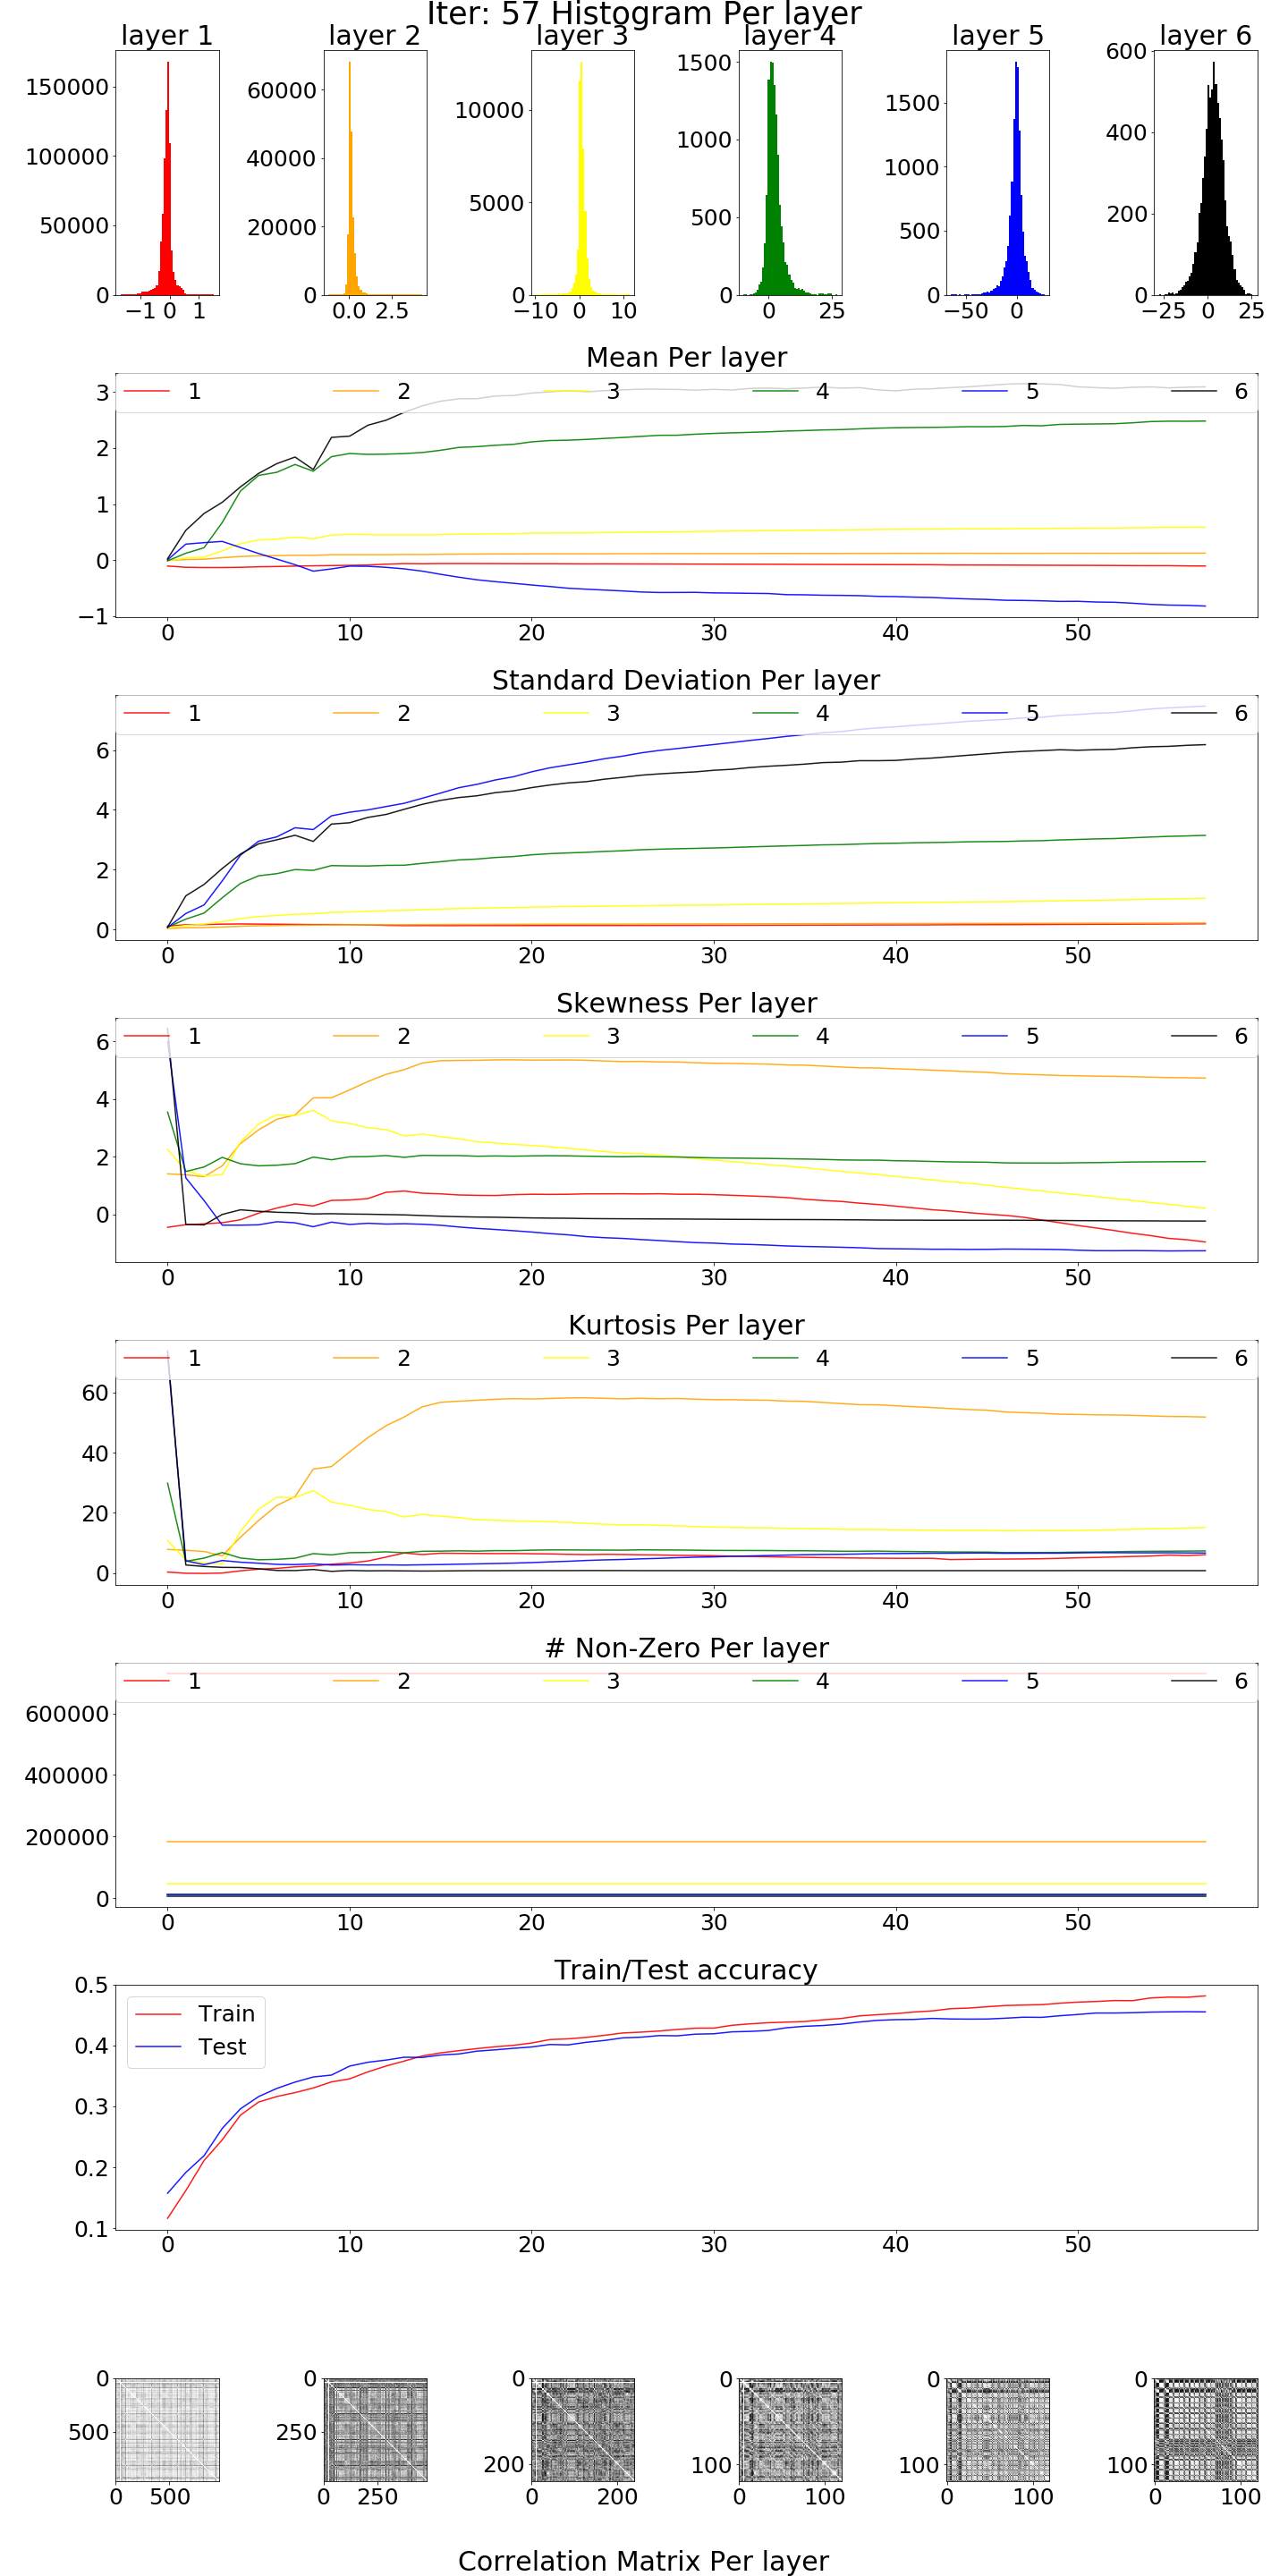 Iter: 57 Histogram Per layer
layer 1 layer 2 layer 3 layer 4 layer 5 layer 6
150000 100000 50000 0
−1 0 1
60000 40000 20000 0
0.0 2.5
10000 5000 0
−10 0 10
1500 1000 500 0
0 25
1500 1000 500 0
−50 0
600 400 200 0
−25 0 25
Mean Per layer
1 2 3 4 5 6
3 2 1 0 −1
0 10 20 30 40 50
Standard Deviation Per layer
1 2 3 4 5 6
6 4 2 0
0 10 20 30 40 50
Skewness Per layer
1 2 3 4 5 6
6 4 2 0
0 10 20 30 40 50
Kurtosis Per layer
1 2 3 4 5 6
60 40 20 0
0 10 20 30 40 50
# Non-Zero Per layer
1 2 3 4 5 6
600000 400000 200000 0
0 10 20 30 40 50
Train/Test accuracy
Train
Test
0.5 0.4 0.3 0.2 0.1
0 10 20 30 40 50
0 500
0 500
0 250
0 250
0 200
0 200
0 100
0 100
0 100
0 100
0 100
0 100
Correlation Matrix Per layer